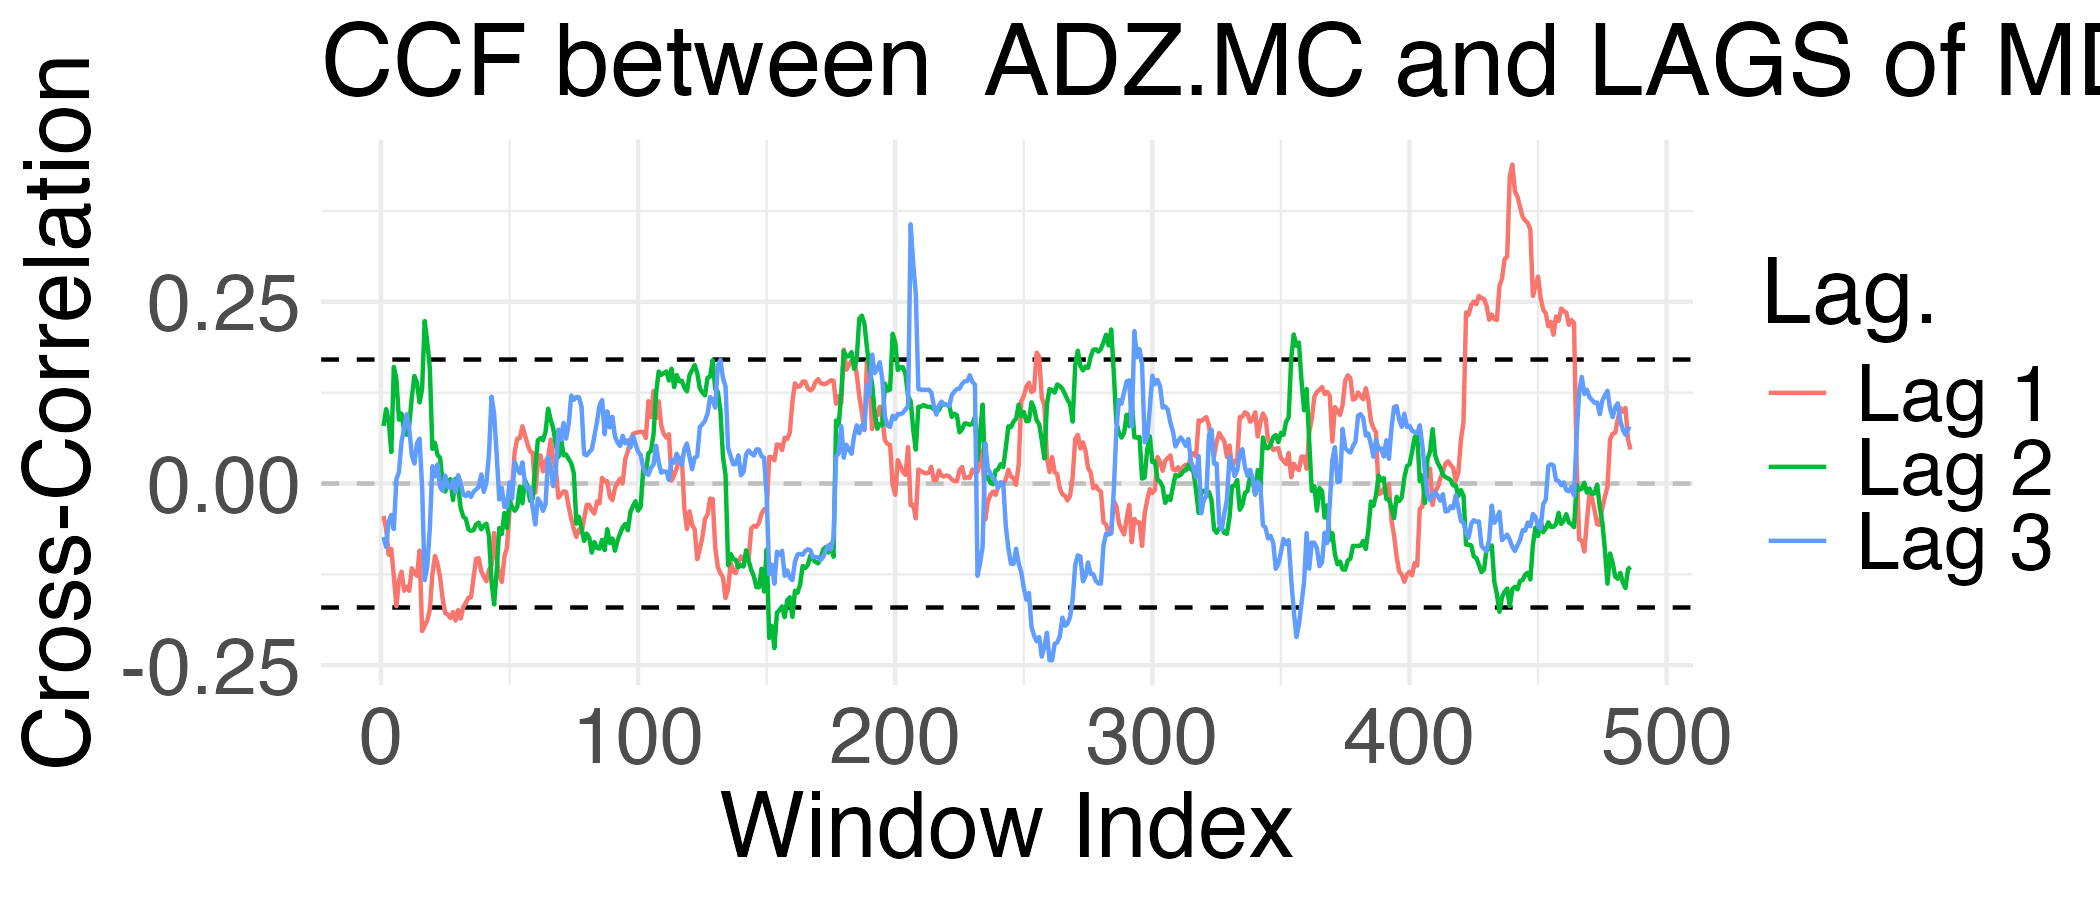 CCF between ADZ.MC and LAGS of
Cross-Correlation
0.25
0.00
-0.25
0 100 200 300 400 500
Window Index
Lag.
Lag 1
Lag 2
Lag 3